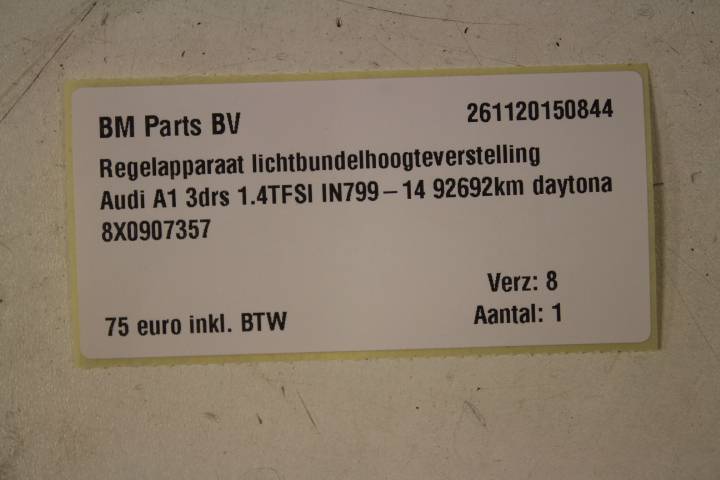 BM Parts BV 261120150844
Regelapparaat lichtbundelhoogteverstelling
Audi A1 3drs 1.4TFSI IN799-14 92692km daytona
8X0907357
Verz: 8
75 euro inkl. BTW Aantal: 1